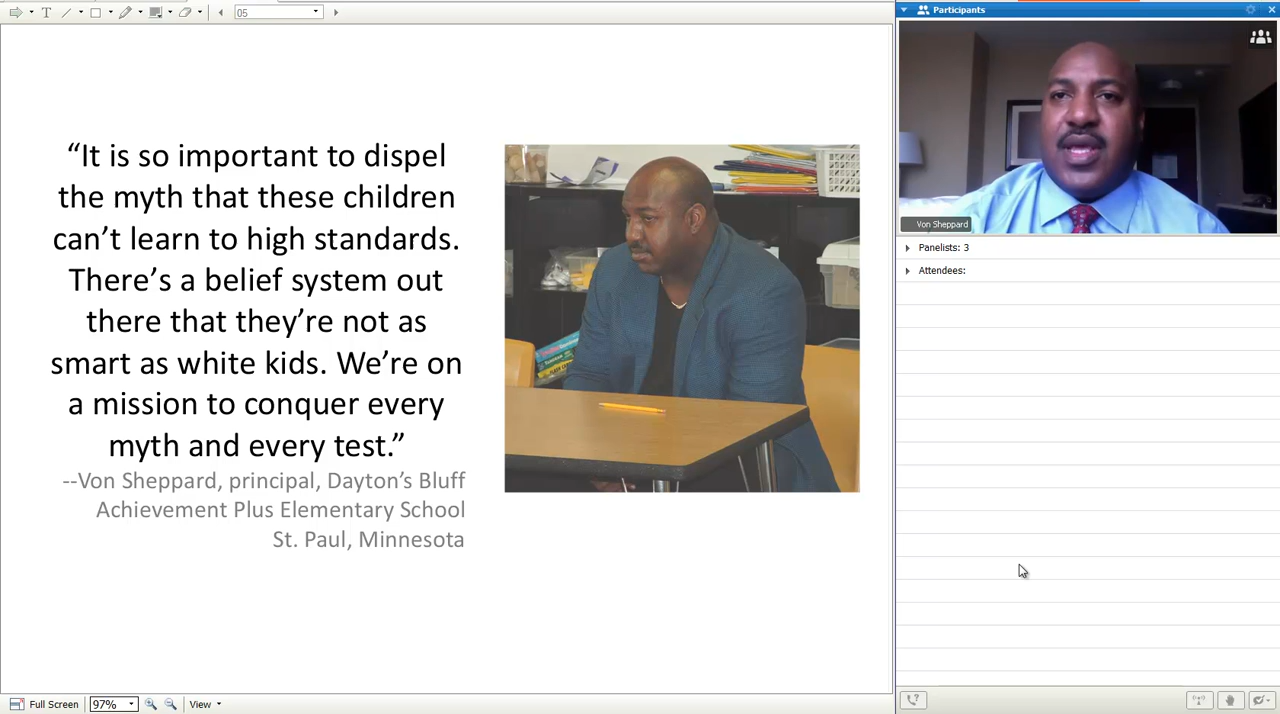 T
05
Participants
“It is so important to dispel
the myth that these children
can’t learn to high standards.
There’s a belief system out
there that they’re not as
smart as white kids. We’re on
a mission to conquer every
myth and every test.”
--Von Sheppard, principal, Dayton’s Bluff
Achievement Plus Elementary School
St. Paul, Minnesota
Von Sheppard
Panelists: 3
Attendees:
Full Screen
97%
View